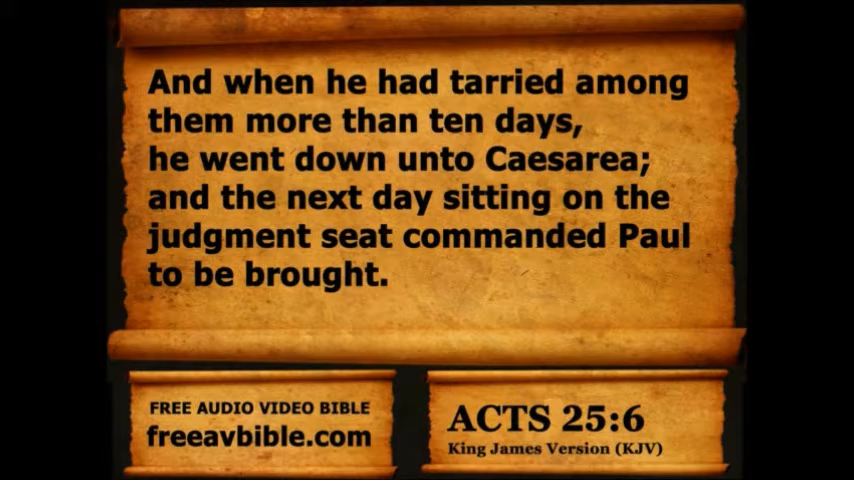 And when he had tarried among
them more than ten days,
he went down unto Caesarea;
and the next day sitting on the
judgment seat commanded Paul
to be brought.
FREE AUDIO VIDEO BIBLE
freeavbible.com
ACTS 25:6
King James Version (KJV)